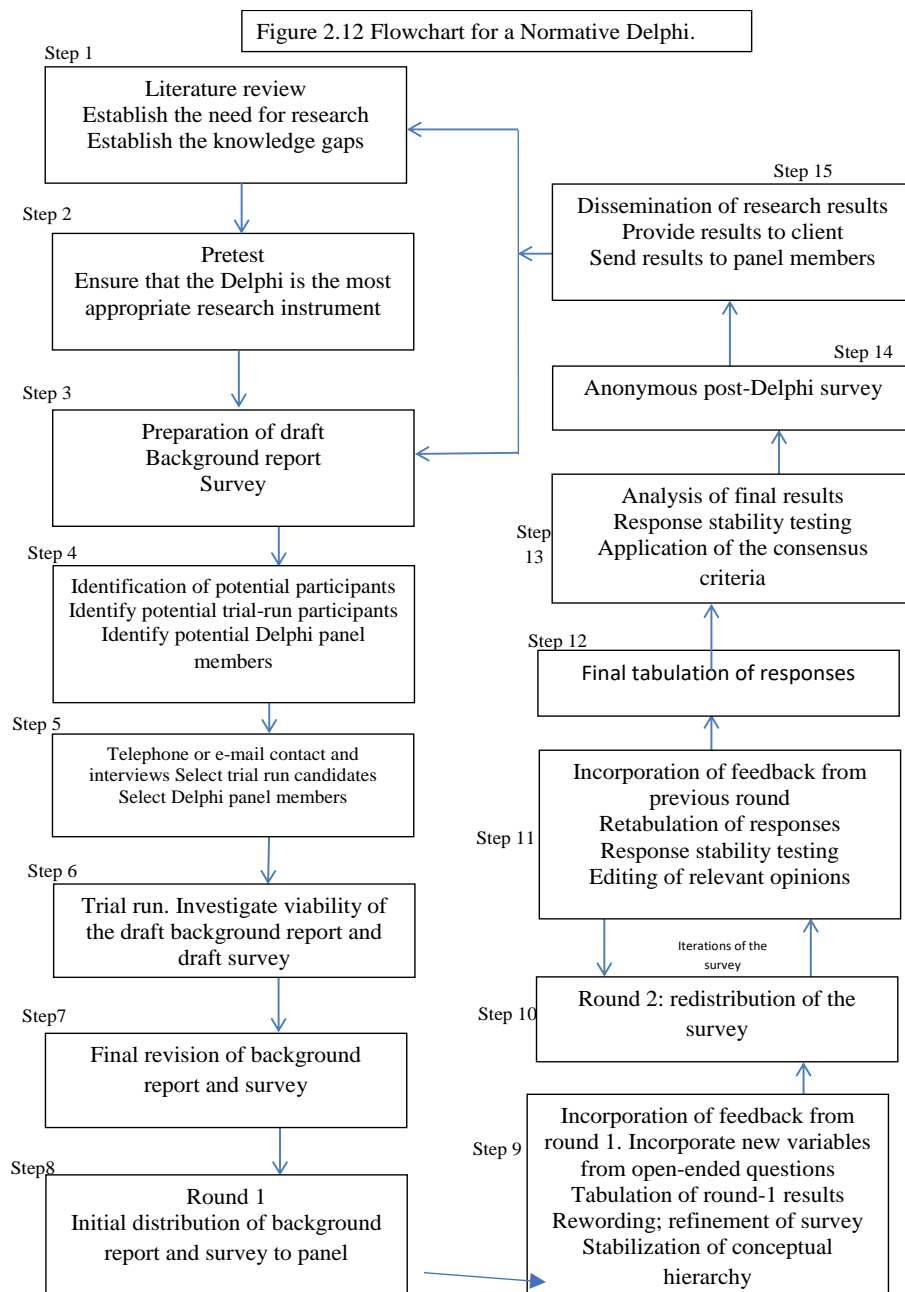 Figure 2.12 Flowchart for a Normative Delphi.
Step 1
Literature review
Establish the need for research
Establish the knowledge gaps
Step 2
Pretest
Ensure that the Delphi is the most
appropriate research instrument
Step 3
Preparation of draft
Background report
Survey
Step 4
Identification of potential participants
Identify potential trial-run participants
Identify potential Delphi panel
members
Step 5
Telephone or e-mail contact and
interviews Select trial run candidates
Select Delphi panel members
Step 6
Trial run. Investigate viability of
the draft background report and
draft survey
Step7
Final revision of background
report and survey
Step8
Round 1
Initial distribution of background
report and survey to panel
Step 9
Incorporation of feedback from
round 1. Incorporate new variables
from open-ended questions
Tabulation of round-1 results
Rewording; refinement of survey
Stabilization of conceptual
hierarchy
Step 10
Round 2: redistribution of the
survey
Iterations of the
survey
Step 11
Incorporation of feedback from
previous round
Retabulation of responses
Response stability testing
Editing of relevant opinions
Step 12
Final tabulation of responses
Step
13
Analysis of final results
Response stability testing
Application of the consensus
criteria
Step 14
Anonymous post-Delphi survey
Step 15
Dissemination of research results
Provide results to client
Send results to panel members